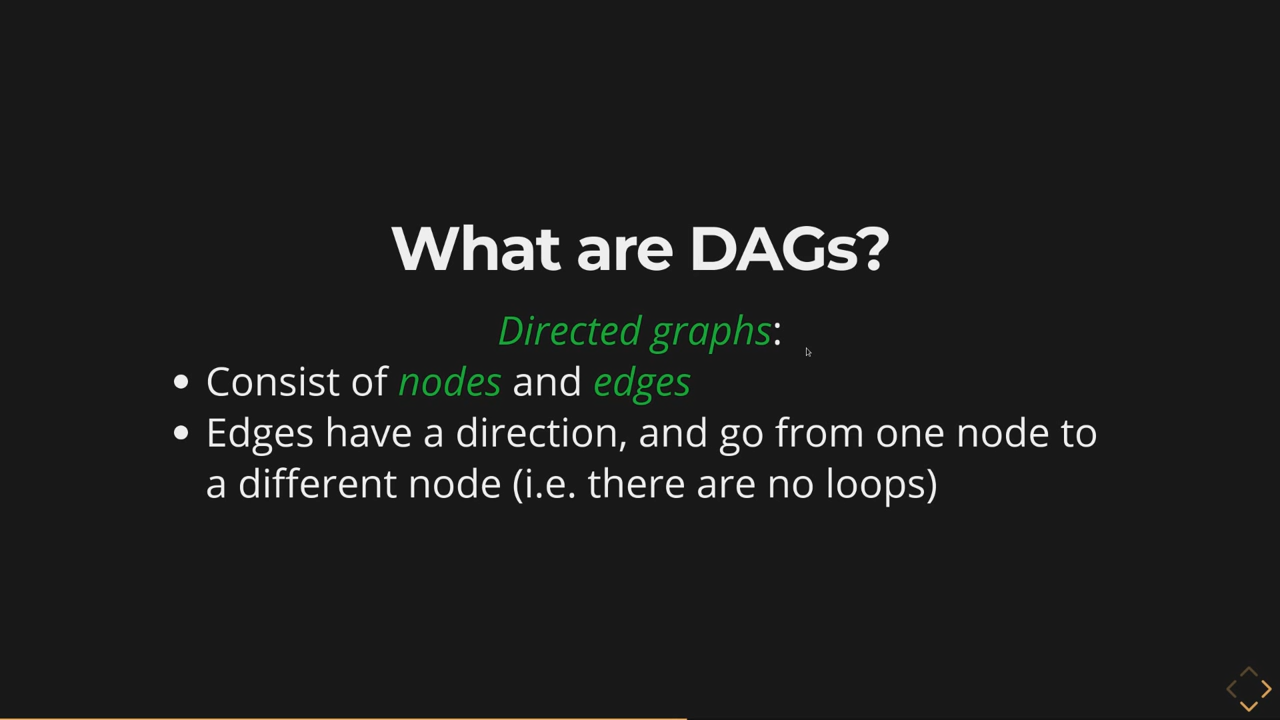 What are DAGs?
Directed graphs:
Consist of nodes and edges
Edges have a direction, and go from one node to
a different node (i.e. there are no loops)